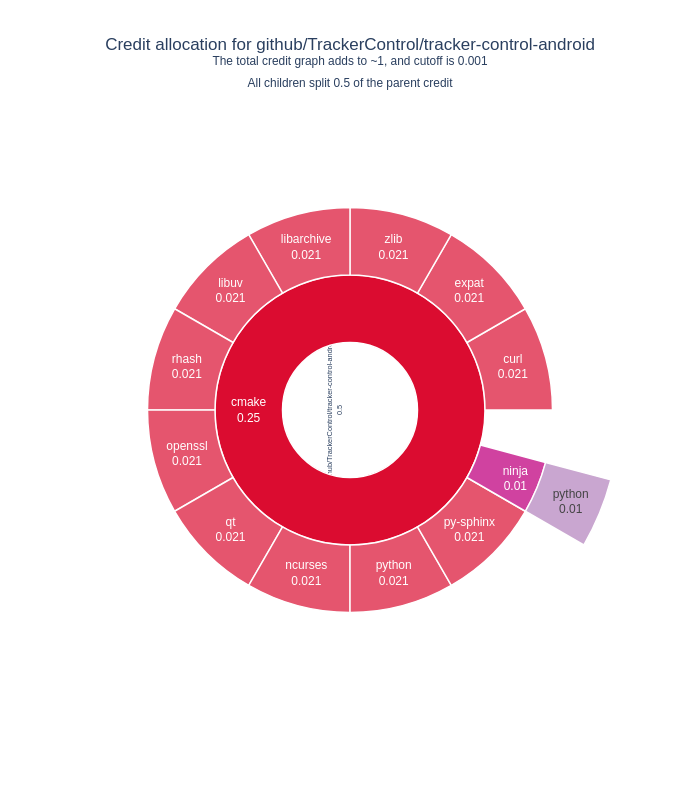 Credit allocation for github/TrackerControl/tracker-control-android
The total credit graph adds to ~1, and cutoff is 0.001
All children split 0.5 of the parent credit
libarchive
0.021
zlib
0.021
libuv
0.021
expat
0.021
rhash
0.021
curl
0.021
cmake
0.25
hub/TrackerControl/tracker-control-andr
0.5
openssl
0.021
ninja
0.01
python
0.01
qt
0.021
py-sphinx
0.021
ncurses
0.021
python
0.021